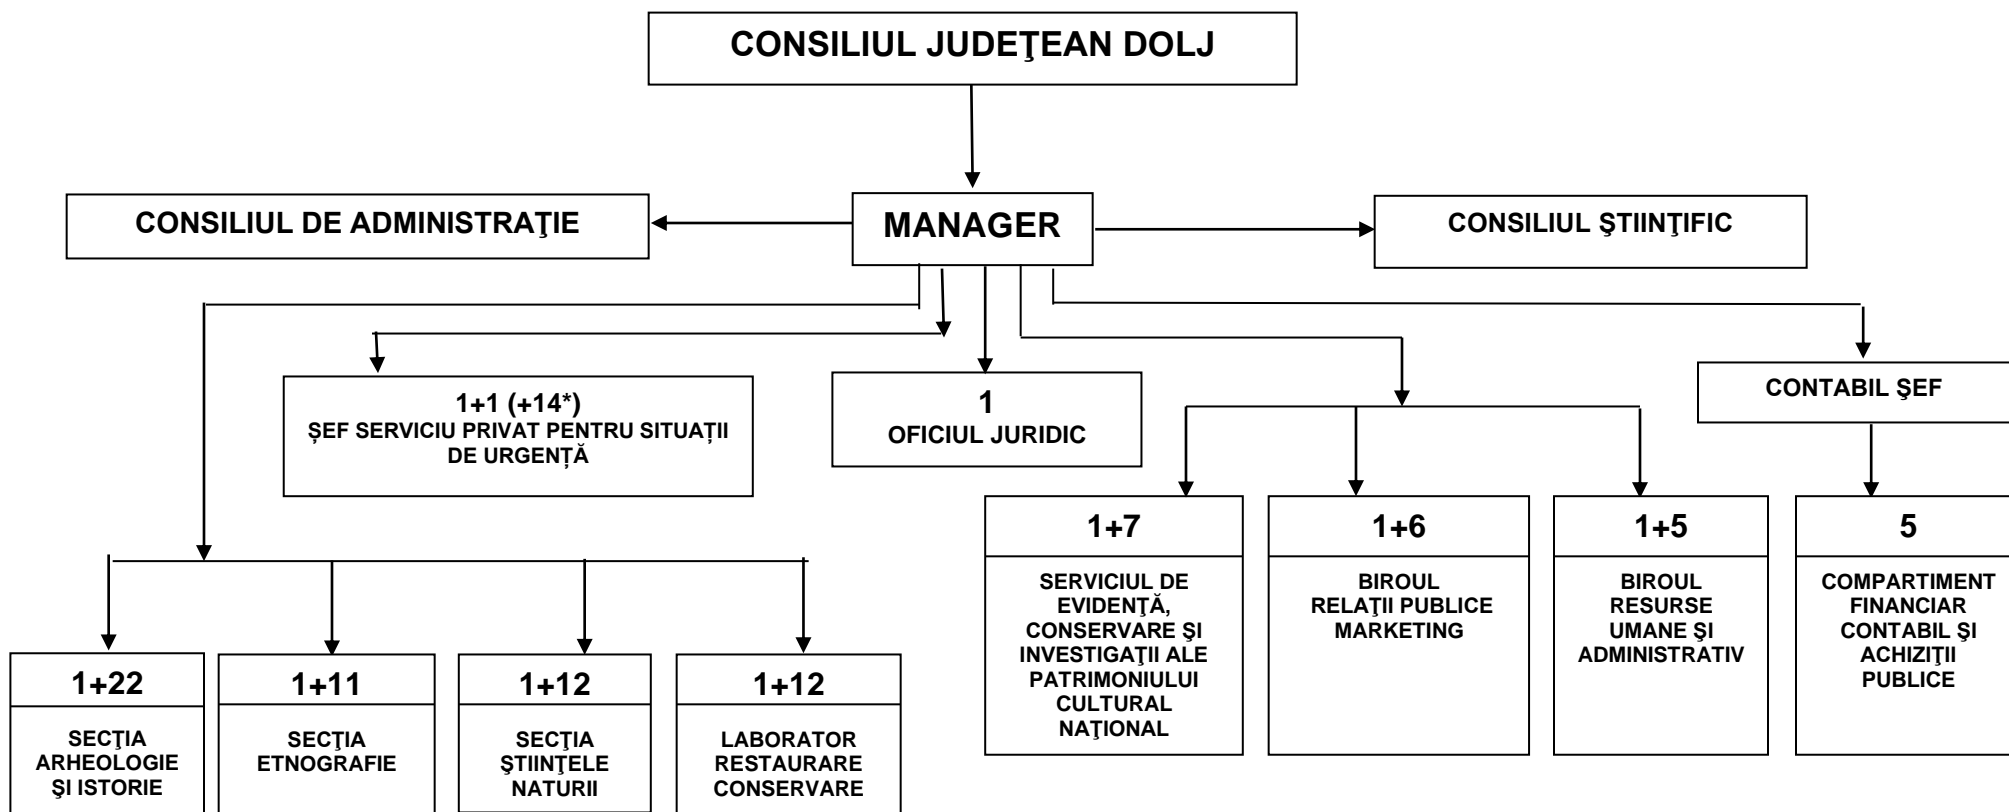 CONSILIUL JUDEŢEAN DOLJ
CONSILIUL DE ADMINISTRAŢIE
MANAGER
CONSILIUL ŞTIINŢIFIC
1+1 (+14*)
ȘEF SERVICIU PRIVAT PENTRU SITUAȚII
DE URGENȚĂ
1
OFICIUL JURIDIC
CONTABIL ŞEF
1+7
SERVICIUL DE
EVIDENŢĂ,
CONSERVARE ŞI
INVESTIGAŢII ALE
PATRIMONIULUI
CULTURAL
NAŢIONAL
1+6
BIROUL
RELAŢII PUBLICE
MARKETING
1+5
BIROUL
RESURSE
UMANE ŞI
ADMINISTRATIV
5
COMPARTIMENT
FINANCIAR
CONTABIL ŞI
ACHIZIŢII
PUBLICE
1+22
SECŢIA
ARHEOLOGIE
ŞI ISTORIE
1+11
SECŢIA
ETNOGRAFIE
1+12
SECŢIA
ŞTIINŢELE
NATURII
1+12
LABORATOR
RESTAURARE
CONSERVARE